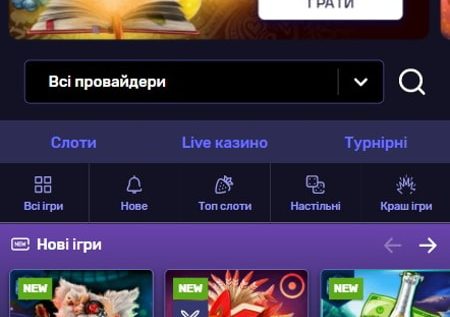 ГРАТИ
Всі провайдери
Слоти Live казино Турнірні
Всі ігри Нове Топ слоти Настільні Краш ігри
NEW Нові ігри
NEW NEW NEW